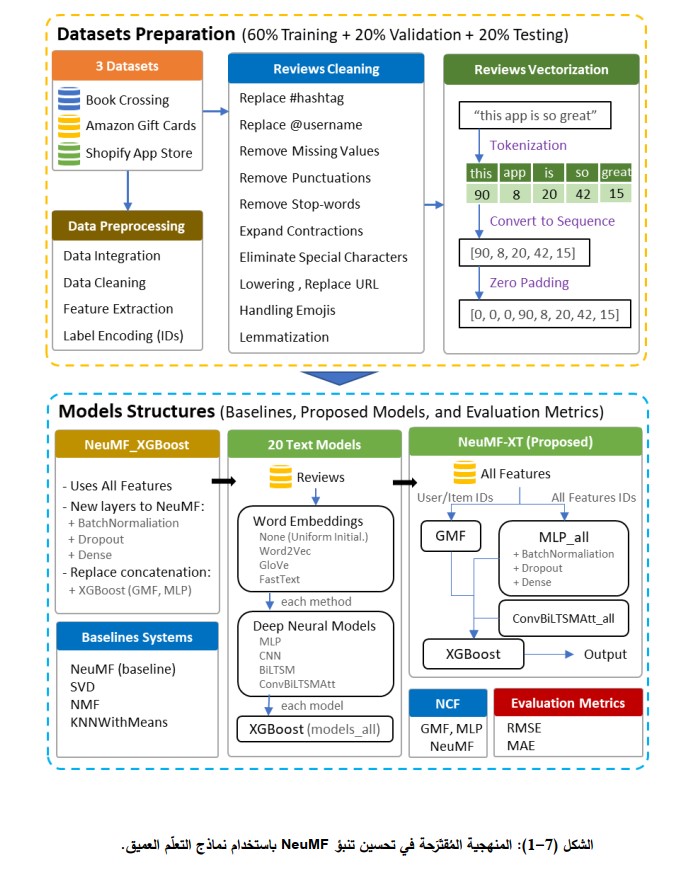 Datasets Preparation (60% Training + 20% Validation + 20% Testing)
3 Datasets
Book Crossing
Amazon Gift Cards
Shopify App Store
Data Preprocessing
Data Integration
Data Cleaning
Feature Extraction
Label Encoding (IDs)
Reviews Cleaning
Replace #hashtag
Replace @username
Remove Missing Values
Remove Punctuations
Remove Stop-words
Expand Contractions
Eliminate Special Characters
Lowering , Replace URL
Handling Emojis
Lemmatization
Reviews Vectorization
“this app is so great”
Tokenization
this app is so great
90 8 20 42 15
Convert to Sequence
[90, 8, 20, 42, 15]
Zero Padding
[0, 0, 0, 90, 8, 20, 42, 15]
Models Structures (Baselines, Proposed Models, and Evaluation Metrics)
NeuMF_XGBoost
- Uses All Features
- New layers to NeuMF:
+ BatchNormaliation
+ Dropout
+ Dense
- Replace concatenation:
+ XGBoost (GMF, MLP)
Baselines Systems
NeuMF (baseline)
SVD
NMF
KNNWithMeans
20 Text Models
Reviews
Word Embeddings
None (Uniform Initial.)
Word2Vec
GloVe
FastText
each method
Deep Neural Models
MLP
CNN
BiLTSM
ConvBiLTSMAtt
each model
XGBoost (models_all)
NeuMF-XT (Proposed)
All Features
User/Item IDs
All Features IDs
GMF
MLP_all
+ BatchNormaliation
+ Dropout
+ Dense
ConvBiLTSMAtt_all
XGBoost
Output
NCF
GMF, MLP
NeuMF
Evaluation Metrics
RMSE
MAE
الشكل (7-1): المنهجية المُقتَرَحة في تحسين تنبؤ NeuMF باستخدام نماذج التعلّم العميق.